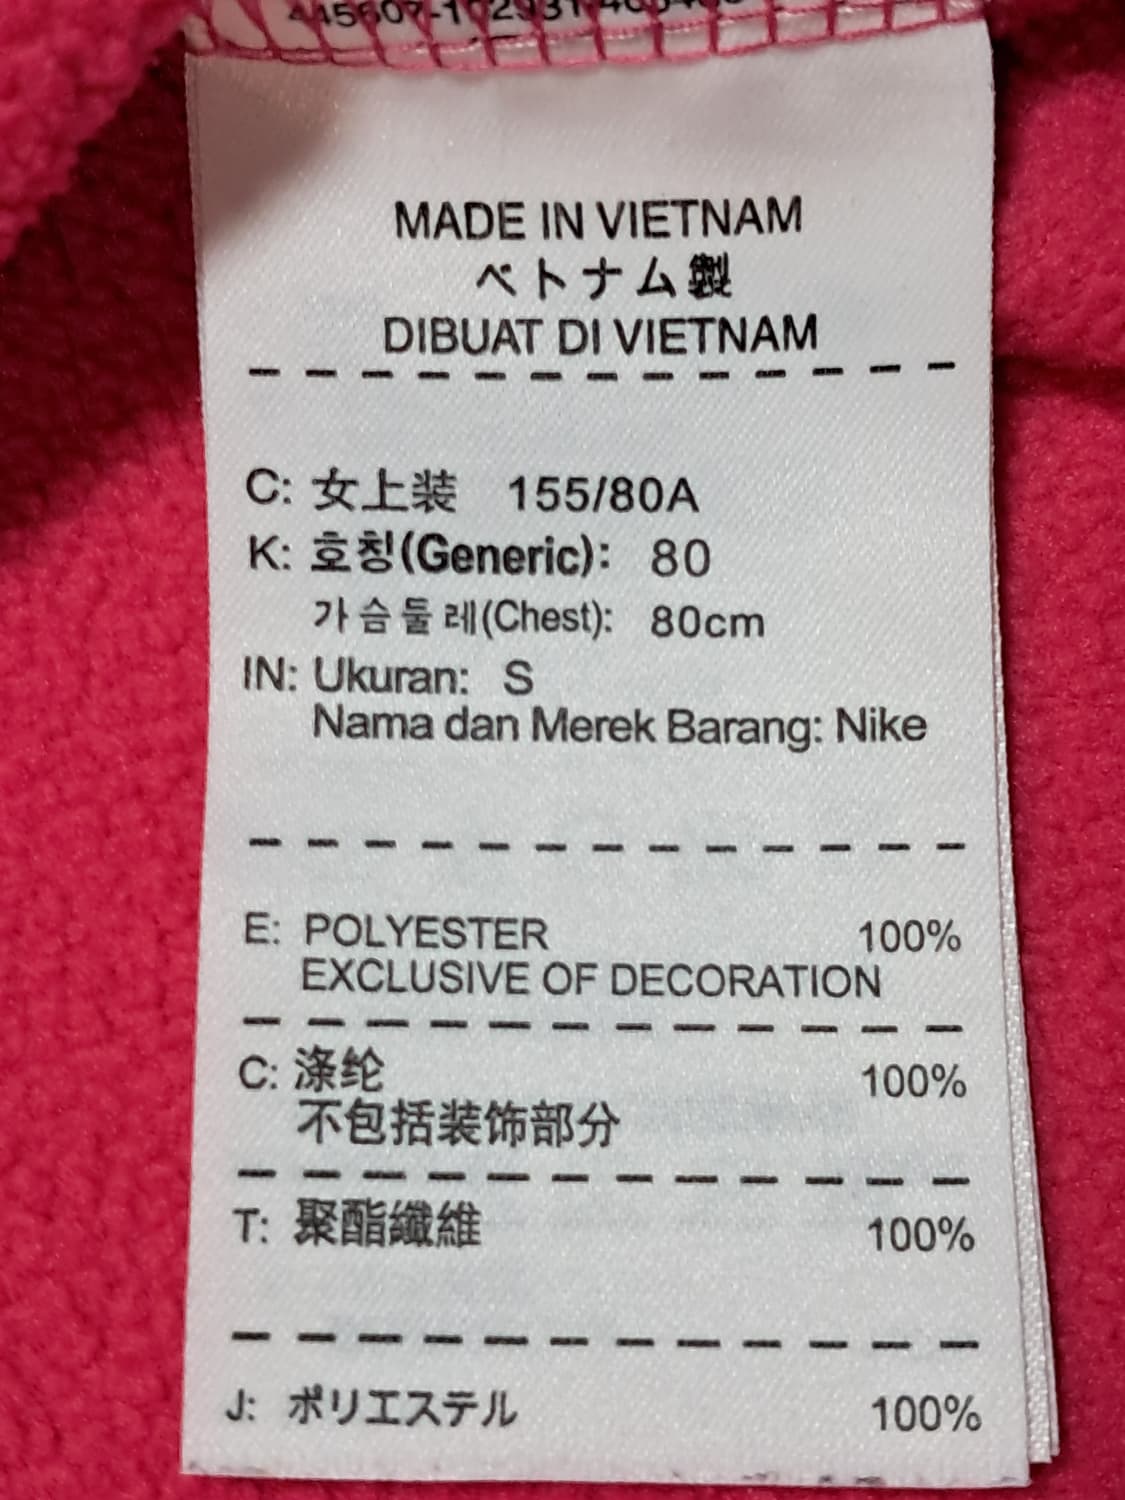 MADE IN VIETNAM
ベトナム製
DIBUAT DI VIETNAM
C: 女上装 155/80A
K: 호칭(Generic): 80
가슴둘레(Chest): 80cm
IN: Ukuran: S
Nama dan Merek Barang: Nike
E: POLYESTER 100%
EXCLUSIVE OF DECORATION
C: 涤纶 100%
不包括装饰部分
T: 聚酯纖維 100%
J: ポリエステル 100%